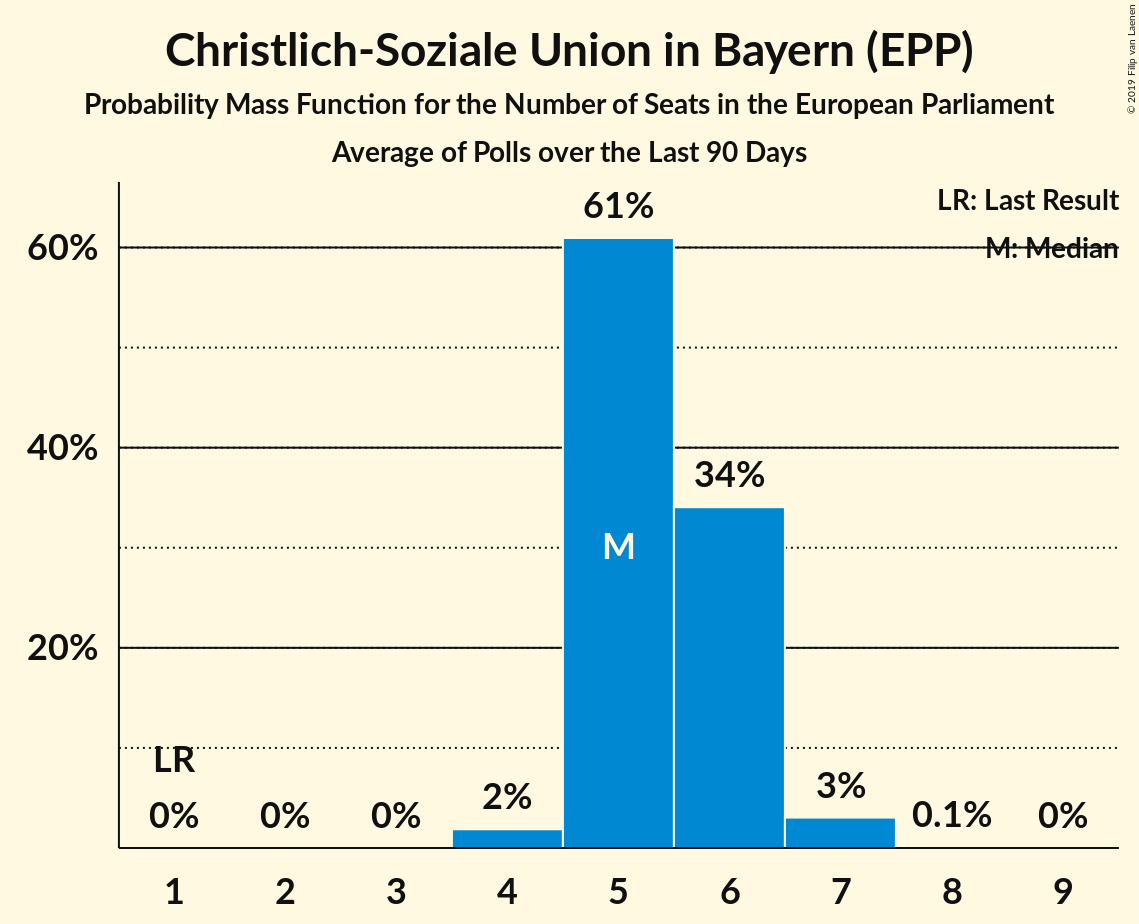 Christlich-Soziale Union in Bayern (EPP)
Probability Mass Function for the Number of Seats in the European Parliament
Average of Polls over the Last 90 Days
© 2019 Filip van Laenen
LR: Last Result
M: Median
61%
60%
40%
34%
M
20%
LR
0% 0% 0% 2% 3% 0.1% 0%
1 2 3 4 5 6 7 8 9